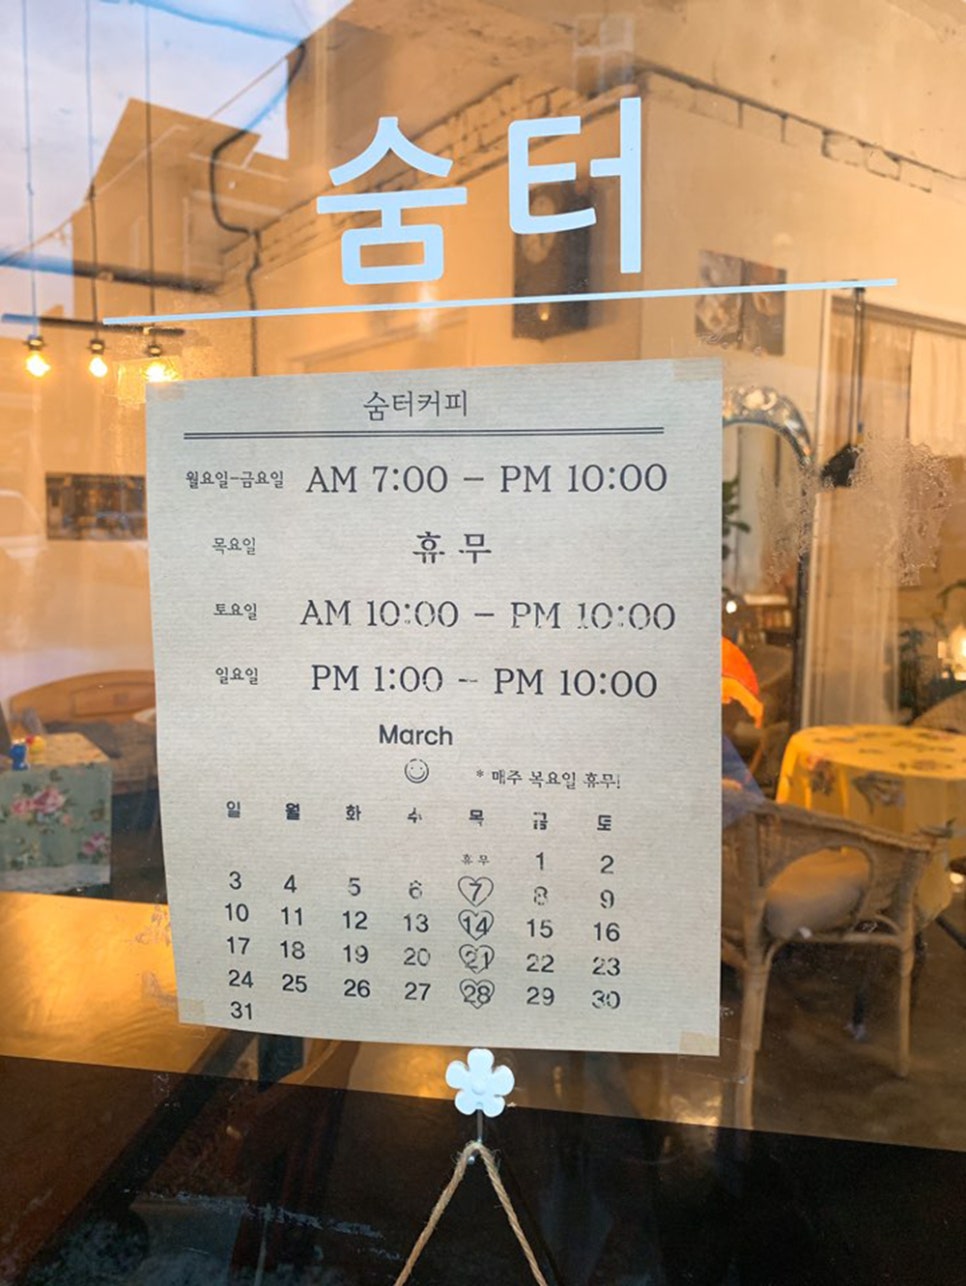 숨터
숨터커피
월요일-금요일 AM 7:00 – PM 10:00
목요일 휴 무
토요일 AM 10:00 – PM 10:00
일요일 PM 1:00 – PM 10:00
March
* 매주 목요일 휴무!
일 월 화 수 목 금 토
휴 무 1 2
3 4 5 6 7 8 9
10 11 12 13 14 15 16
17 18 19 20 21 22 23
24 25 26 27 28 29 30
31